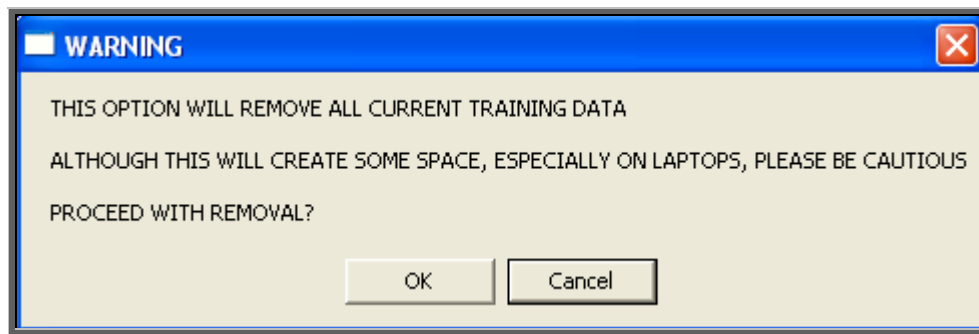 WARNING
THIS OPTION WILL REMOVE ALL CURRENT TRAINING DATA
ALTHOUGH THIS WILL CREATE SOME SPACE, ESPECIALLY ON LAPTOPS, PLEASE BE CAUTIOUS
PROCEED WITH REMOVAL?
OK Cancel